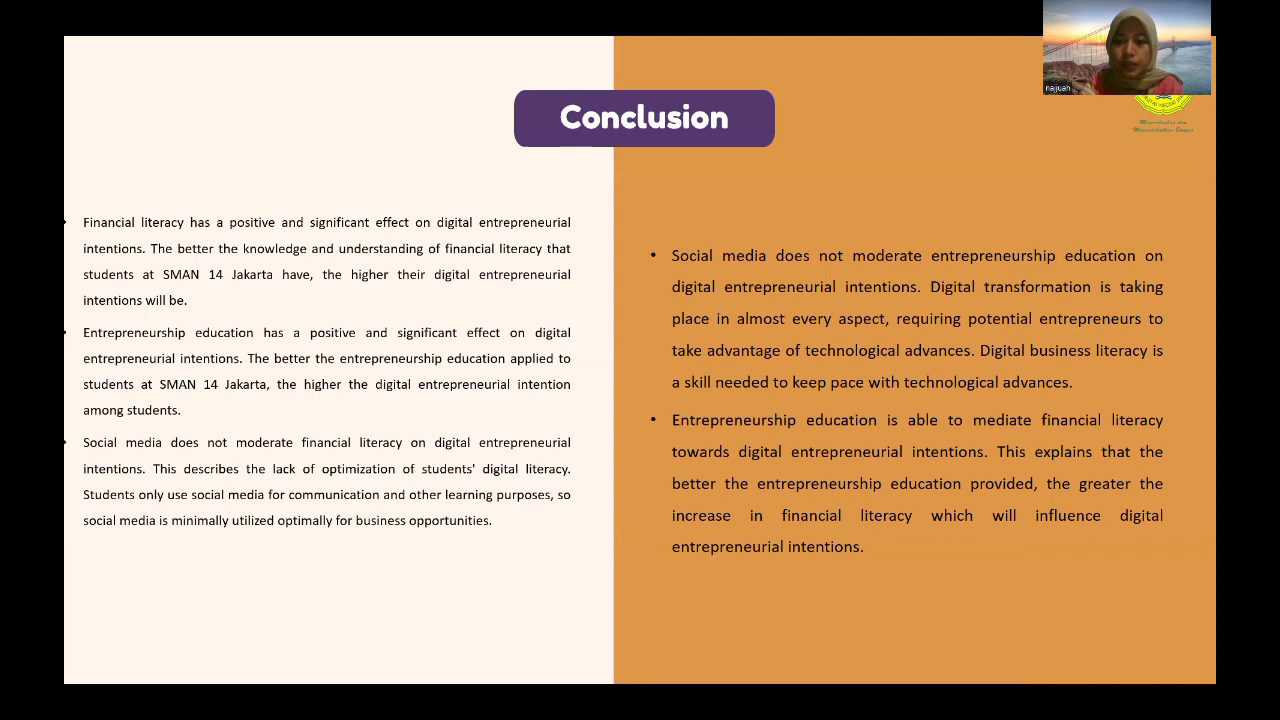 Conclusion
• Financial literacy has a positive and significant effect on digital entrepreneurial
intentions. The better the knowledge and understanding of financial literacy that
students at SMAN 14 Jakarta have, the higher their digital entrepreneurial
intentions will be.
• Entrepreneurship education has a positive and significant effect on digital
entrepreneurial intentions. The better the entrepreneurship education applied to
students at SMAN 14 Jakarta, the higher the digital entrepreneurial intention
among students.
• Social media does not moderate financial literacy on digital entrepreneurial
intentions. This describes the lack of optimization of students' digital literacy.
Students only use social media for communication and other learning purposes, so
social media is minimally utilized optimally for business opportunities.
• Social media does not moderate entrepreneurship education on
digital entrepreneurial intentions. Digital transformation is taking
place in almost every aspect, requiring potential entrepreneurs to
take advantage of technological advances. Digital business literacy is
a skill needed to keep pace with technological advances.
• Entrepreneurship education is able to mediate financial literacy
towards digital entrepreneurial intentions. This explains that the
better the entrepreneurship education provided, the greater the
increase in financial literacy which will influence digital
entrepreneurial intentions.